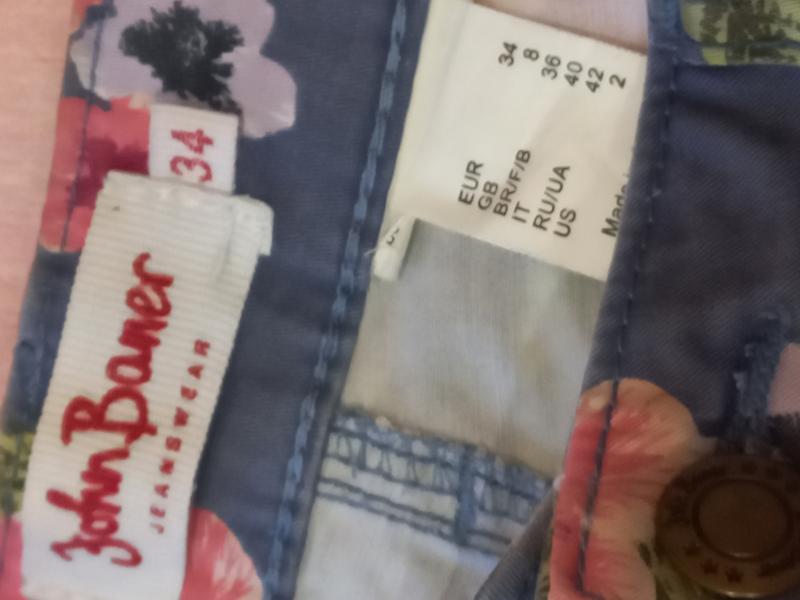 34
John Baner
JEANSWEAR
EUR 34
GB 8
BR/F/B 36
IT 40
RU/UA 42
US 2
Made